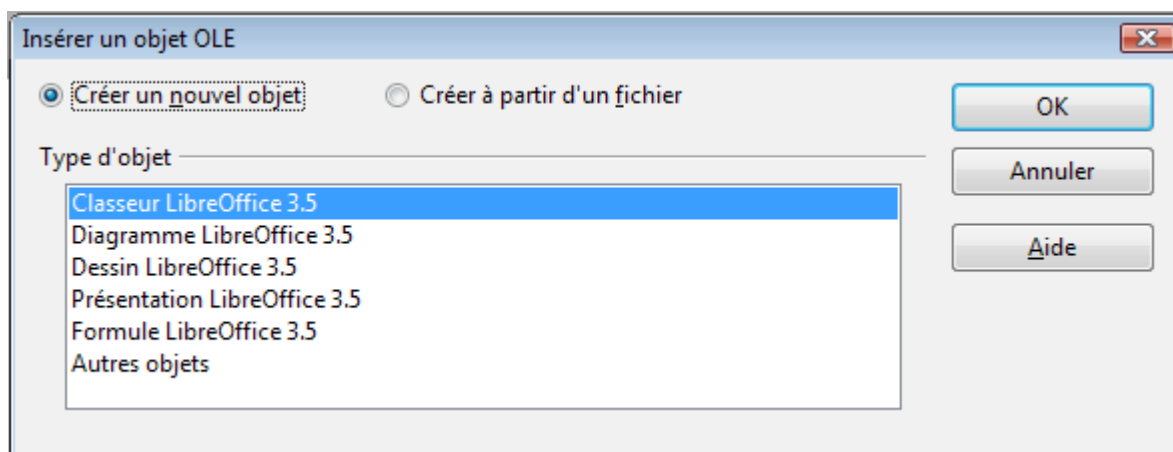 Insérer un objet OLE
Créer un nouvel objet
Créer à partir d'un fichier
OK
Type d'objet
Annuler
Classeur LibreOffice 3.5
Diagramme LibreOffice 3.5
Dessin LibreOffice 3.5
Présentation LibreOffice 3.5
Formule LibreOffice 3.5
Autres objets
Aide